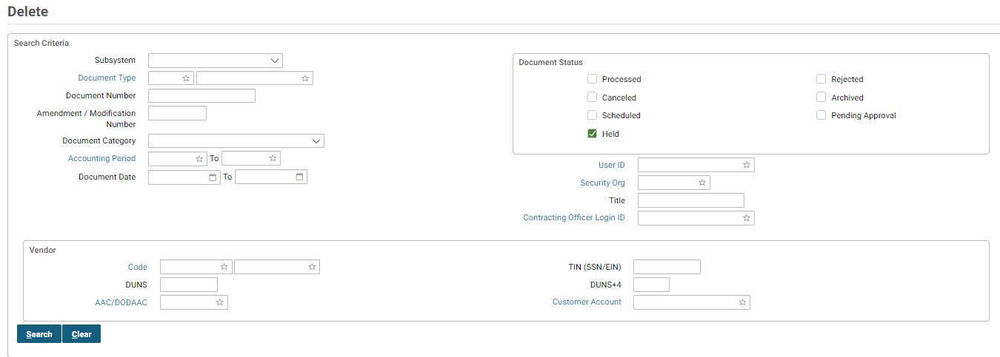 Delete
Search Criteria
Subsystem
Document Type
Document Number
Amendment / Modification
Number
Document Category
Accounting Period To
Document Date To
Document Status
Processed Rejected
Canceled Archived
Scheduled Pending Approval
Held
User ID
Security Org
Title
Contracting Officer Login ID
Vendor
Code TIN (SSN/EIN)
DUNS DUNS+4
AAC/DODAAC Customer Account
Search Clear